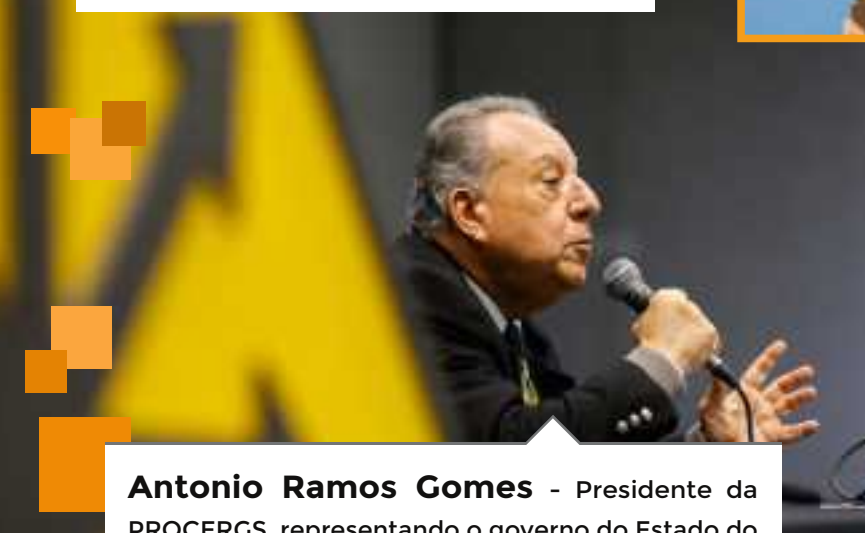 Antonio Ramos Gomes - Presidente da
PROCERGS, representando o governo do Estado do